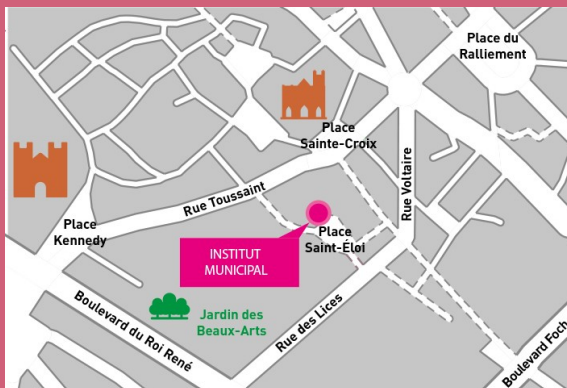 Place du
Ralliement
Place
Sainte-Croix
Rue Voltaire
Rue Toussaint
Place
Kennedy
Place
Saint-Éloi
INSTITUT
MUNICIPAL
Jardin des
Beaux-Arts
Rue des Lices
Boulevard du Roi René
Boulevard Foch